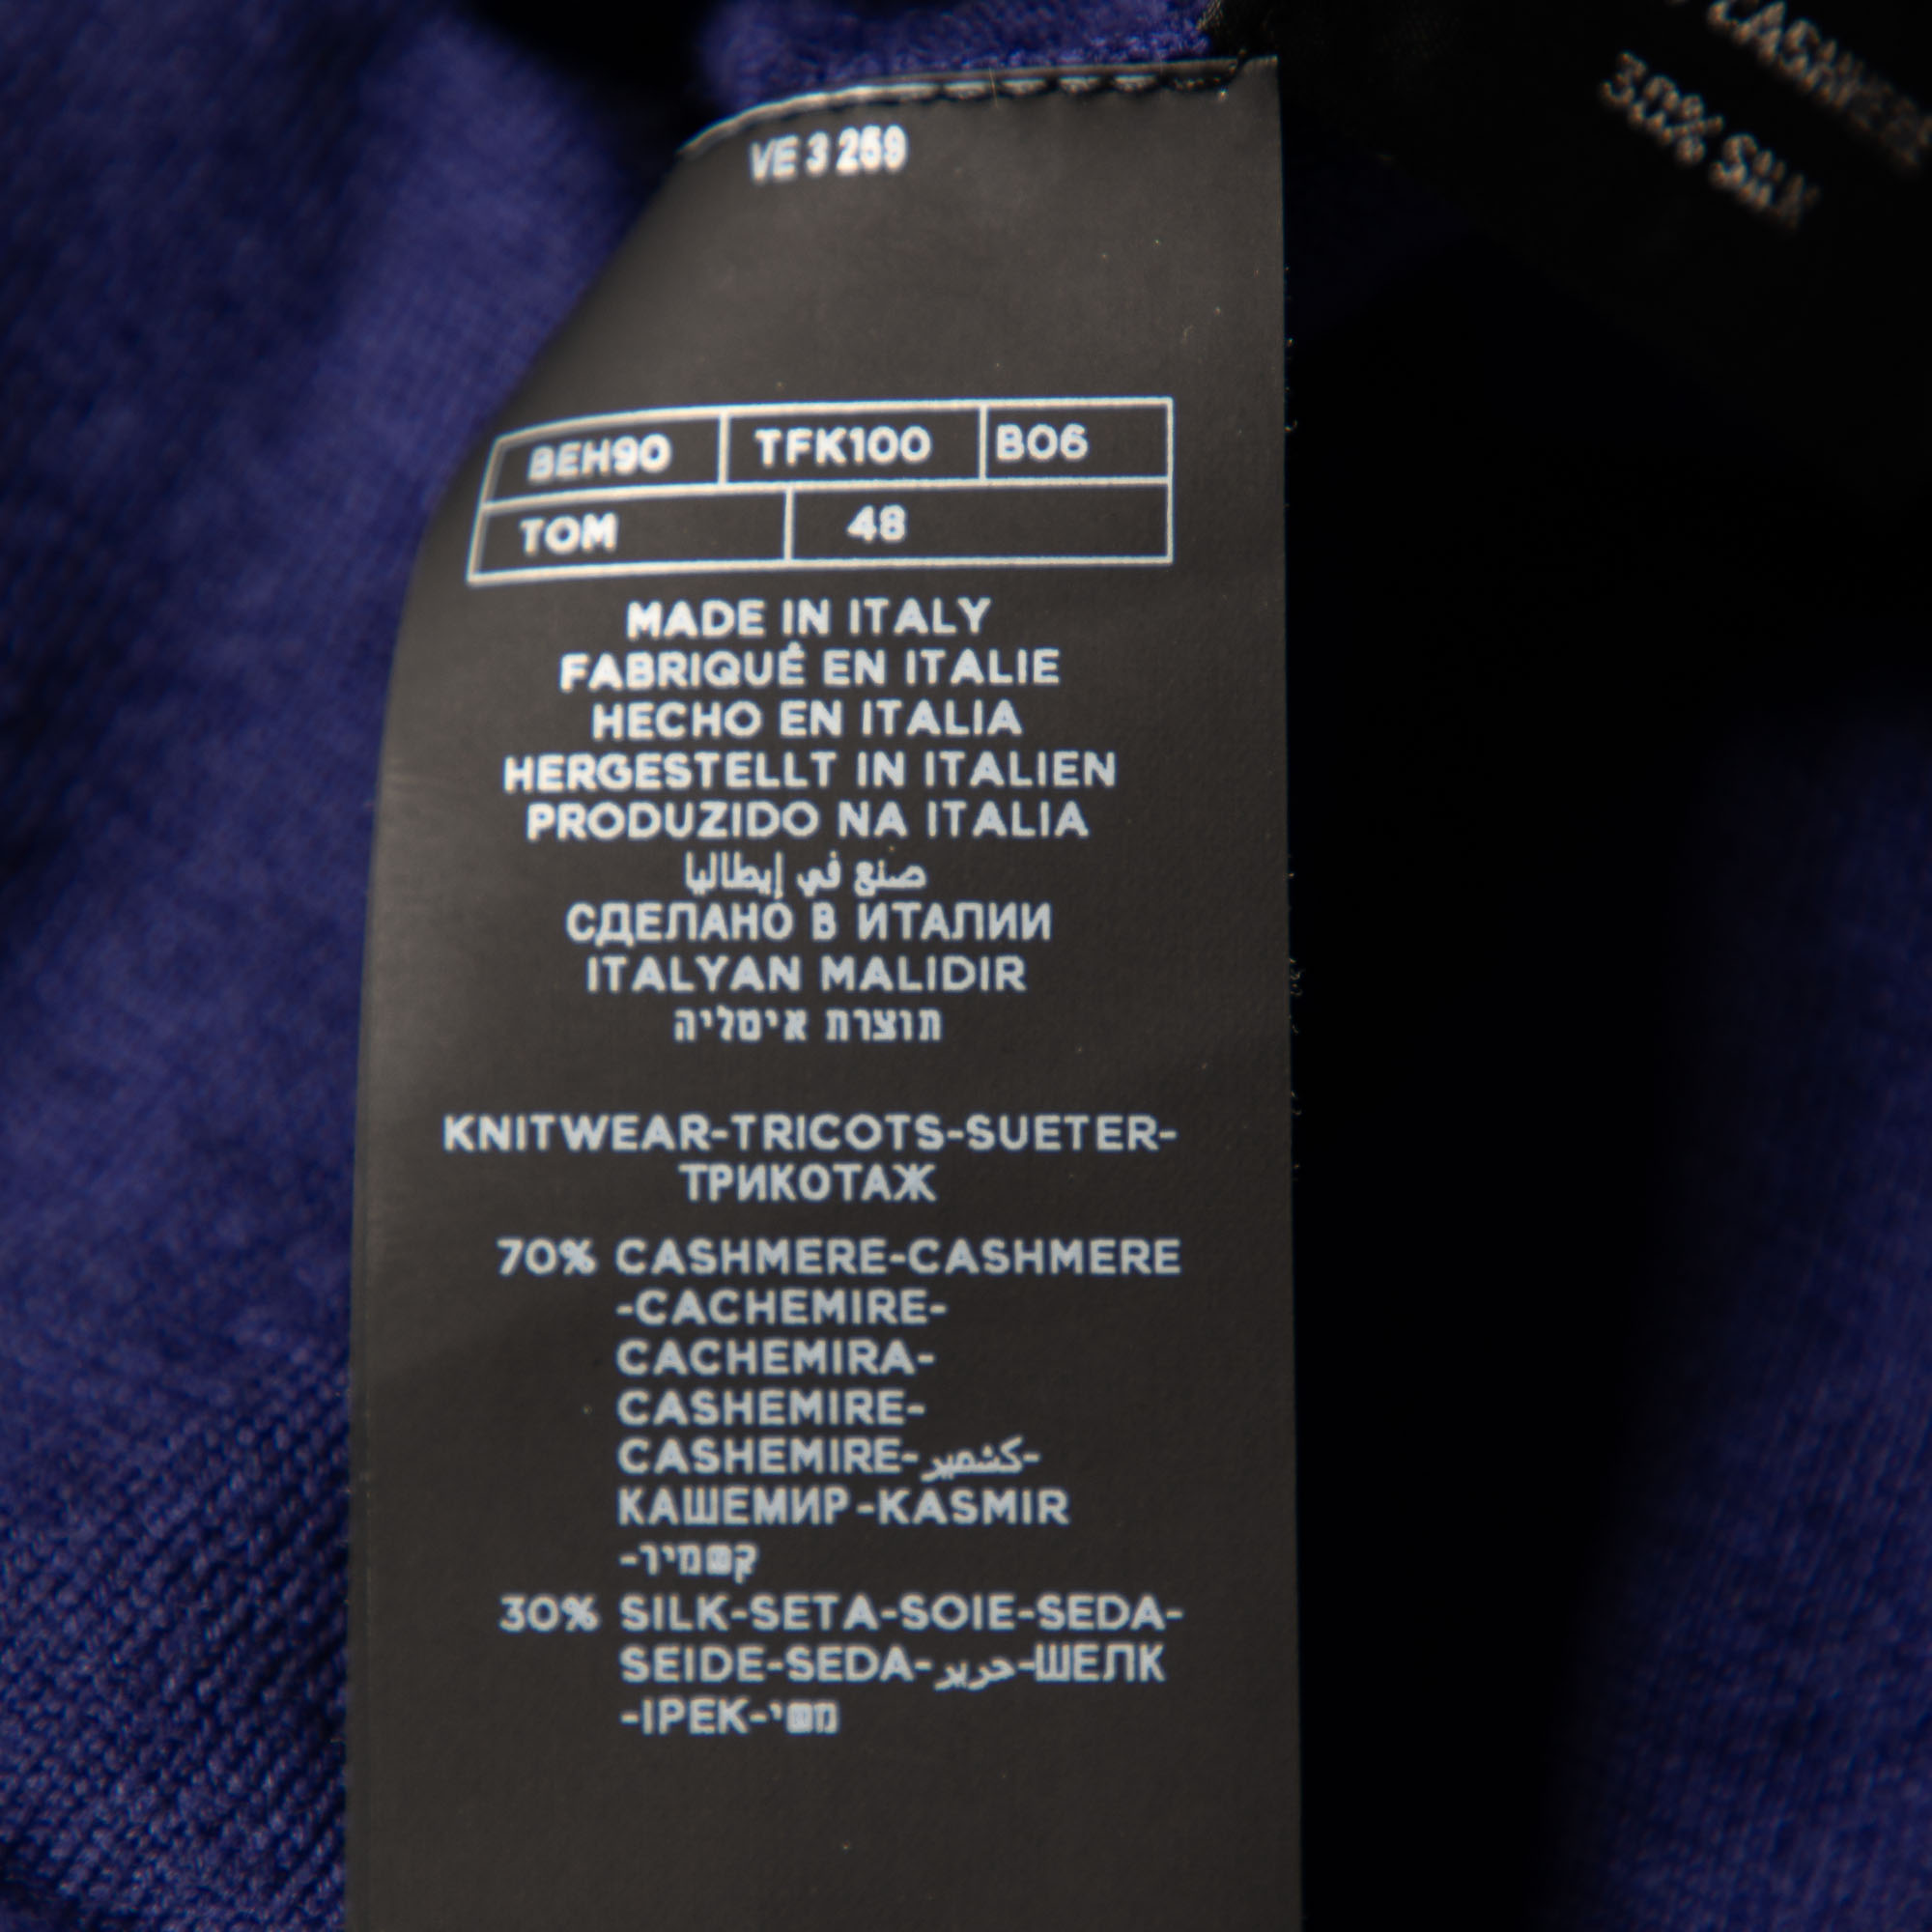 CASHMERE
30% SILK
VE 3 259
BEH90 TFK100 B06
TOM 48
MADE IN ITALY
FABRIQUÊ EN ITALIE
HECHO EN ITALIA
HERGESTELLT IN ITALIEN
PRODUZIDO NA ITALIA
صنع في إيطاليا
СДЕЛАНО В ИТАЛИИ
ITALYAN MALIDIR
תוצרת איטליה
KNITWEAR-TRICOTS-SUETER-
ТРИКОТАЖ
70% CASHMERE-CASHMERE
-CACHEMIRE-
CACHEMIRA-
CASHEMIRE-
CASHEMIRE-كشمير-
КАШЕМИР-KASMIR
-קשמיר
30% SILK-SETA-SOIE-SEDA-
SEIDE-SEDA-حرير-ШЕЛК
-IPEK-משי